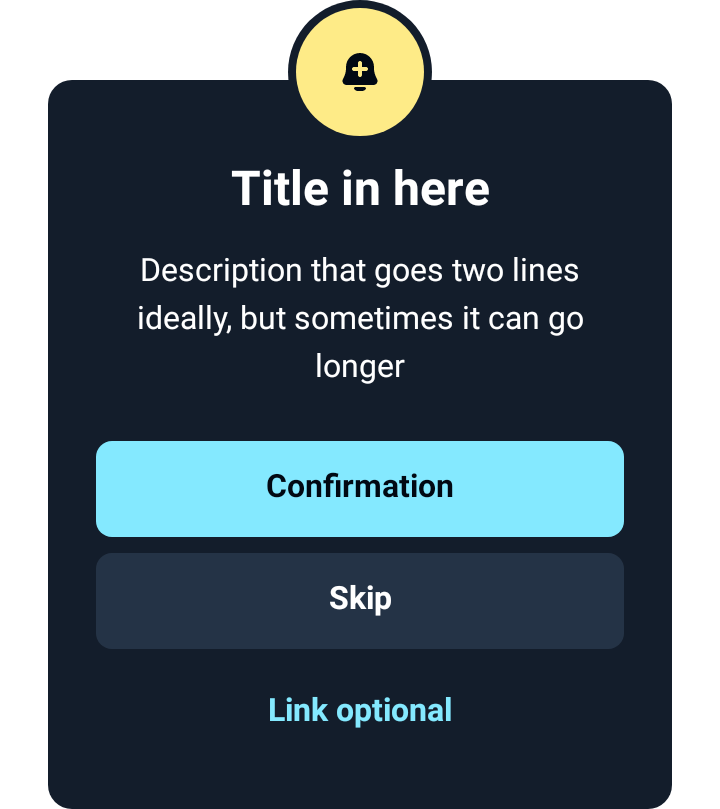 Title in here
Description that goes two lines
ideally, but sometimes it can go
longer
Confirmation
Skip
Link optional